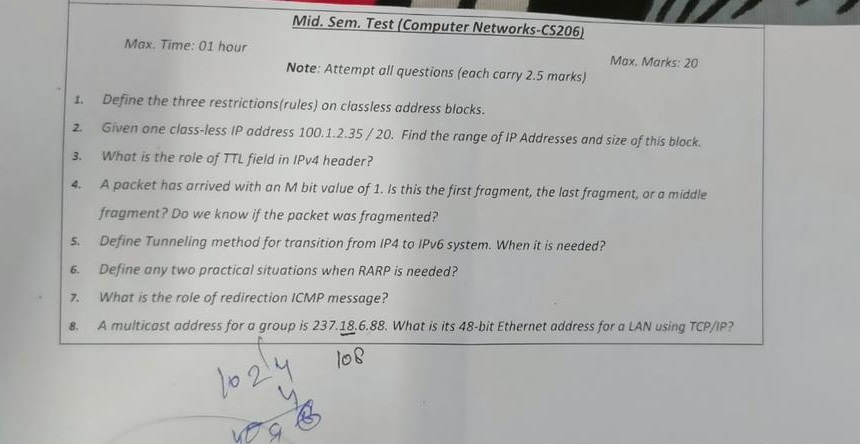 Mid. Sem. Test (Computer Networks-CS206)
Max. Time: 01 hour
Max. Marks: 20
Note: Attempt all questions (each carry 2.5 marks)
1. Define the three restrictions(rules) on classless address blocks.
2. Given one class-less IP address 100.1.2.35 / 20. Find the range of IP Addresses and size of this block.
3. What is the role of TTL field in IPv4 header?
4. A packet has arrived with an M bit value of 1. Is this the first fragment, the last fragment, or a middle
fragment? Do we know if the packet was fragmented?
5. Define Tunneling method for transition from IP4 to IPv6 system. When it is needed?
6. Define any two practical situations when RARP is needed?
7. What is the role of redirection ICMP message?
8. A multicast address for a group is 237.18.6.88. What is its 48-bit Ethernet address for a LAN using TCP/IP?
108
1024
4